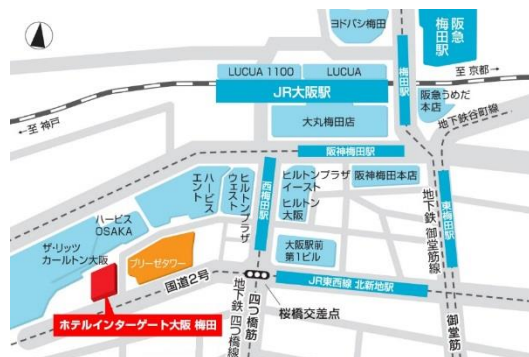 ヨドバシ梅田
阪急
梅田駅
LUCUA 1100
LUCUA
梅田駅
至 京都→
JR大阪駅
阪急うめだ
本店
大丸梅田店
地下鉄谷町線
←至 神戸
阪神梅田駅
ハービス
エント
ヒルトンプラザ
ウエスト
西梅田駅
ヒルトンプラザ
イースト
ヒルトン
大阪
阪神梅田本店
地下鉄 御堂筋線
東梅田駅
ハービス
OSAKA
ザ・リッツ
カールトン大阪
ブリーゼタワー
大阪駅前
第1ビル
国道2号
JR東西線 北新地駅
ホテルインターゲート大阪 梅田
地下鉄 四つ橋線
四つ橋筋
桜橋交差点
御堂筋